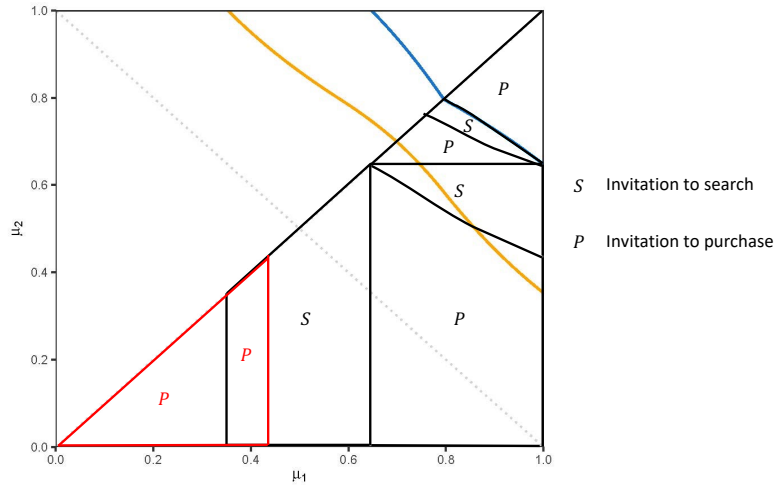 1.0
P
0.8
S
P
0.6
S
S Invitation to search
μ2
P Invitation to purchase
0.4
S
P
P
0.2
P
0.0
0.0 0.2 0.4 0.6 0.8 1.0
μ1